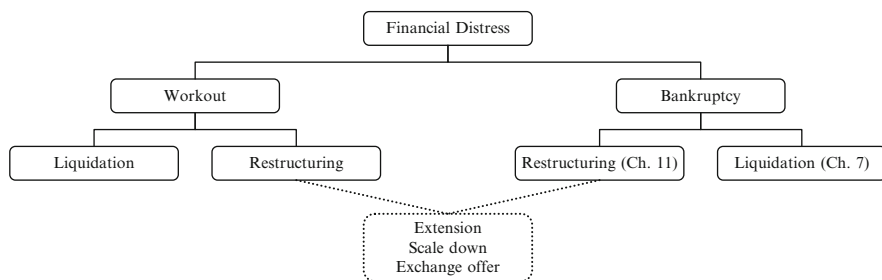 Financial Distress
Workout
Bankruptcy
Liquidation
Restructuring
Restructuring (Ch. 11)
Liquidation (Ch. 7)
Extension
Scale down
Exchange offer